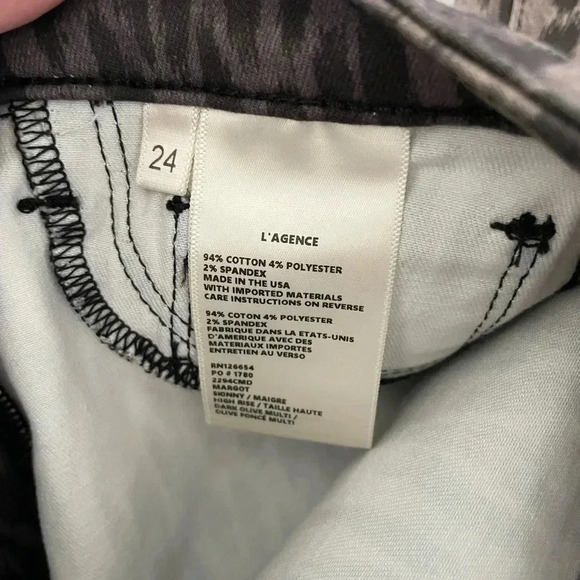 24
L'AGENCE
94% COTTON 4% POLYESTER
2% SPANDEX
MADE IN THE USA
WITH IMPORTED MATERIALS
CARE INSTRUCTIONS ON REVERSE
94% COTTON 4% POLYESTER
2% SPANDEX
FABRIQUE DANS LA ETATS-UNIS
D'AMERIQUE AVEC DES
MATERIAUX IMPORTES
ENTRETIEN AU VERSO
RN126654
PO # 1780
2294CMD
MARGOT
SKINNY / MAIGRE
HIGH RISE / TAILLE HAUTE
DARK OLIVE MULTI /
OLIVE FONCÉ MULTI